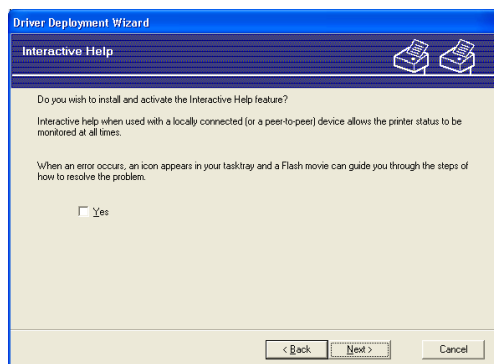 Driver Deployment Wizard
Interactive Help
Do you wish to install and activate the Interactive Help feature?
Interactive help when used with a locally connected (or a peer-to-peer) device allows the printer status to be
monitored at all times.
When an error occurs, an icon appears in your tasktray and a Flash movie can guide you through the steps of
how to resolve the problem.
Yes
< Back Next > Cancel